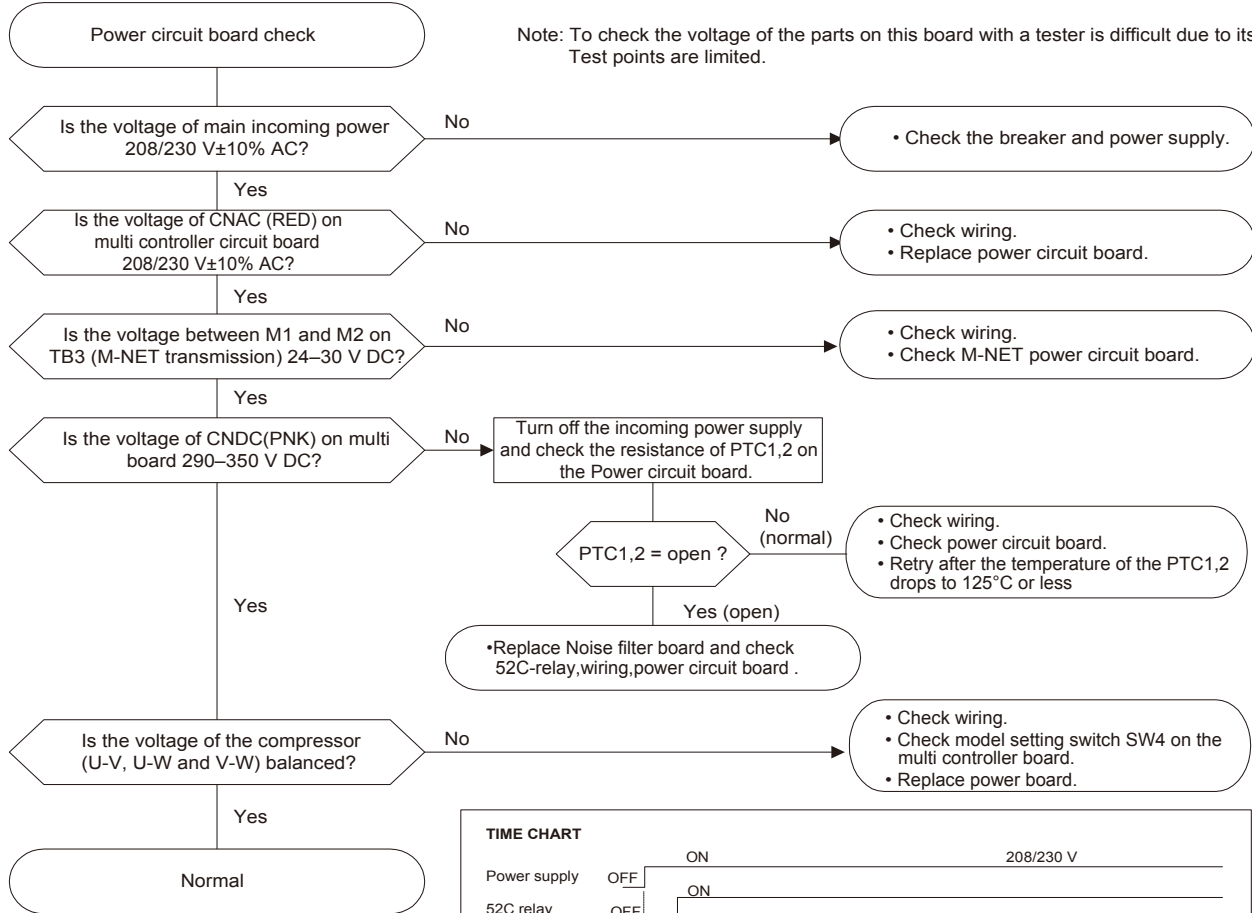 Power circuit board check
Note: To check the voltage of the parts on this board with a tester is difficult due to its
Test points are limited.
Is the voltage of main incoming power
208/230 V±10% AC?
No
• Check the breaker and power supply.
Yes
Is the voltage of CNAC (RED) on
multi controller circuit board
208/230 V±10% AC?
No
• Check wiring.
• Replace power circuit board.
Yes
Is the voltage between M1 and M2 on
TB3 (M-NET transmission) 24–30 V DC?
No
• Check wiring.
• Check M-NET power circuit board.
Yes
Is the voltage of CNDC(PNK) on multi
board 290–350 V DC?
No
Turn off the incoming power supply
and check the resistance of PTC1,2 on
the Power circuit board.
PTC1,2 = open ?
No
(normal)
• Check wiring.
• Check power circuit board.
• Retry after the temperature of the PTC1,2
drops to 125°C or less
Yes
Yes (open)
•Replace Noise filter board and check
52C-relay,wiring,power circuit board .
Is the voltage of the compressor
(U-V, U-W and V-W) balanced?
No
• Check wiring.
• Check model setting switch SW4 on the
multi controller board.
• Replace power board.
Yes
Normal
TIME CHART
Power supply OFF ON 208/230 V
52C relay OFF ON